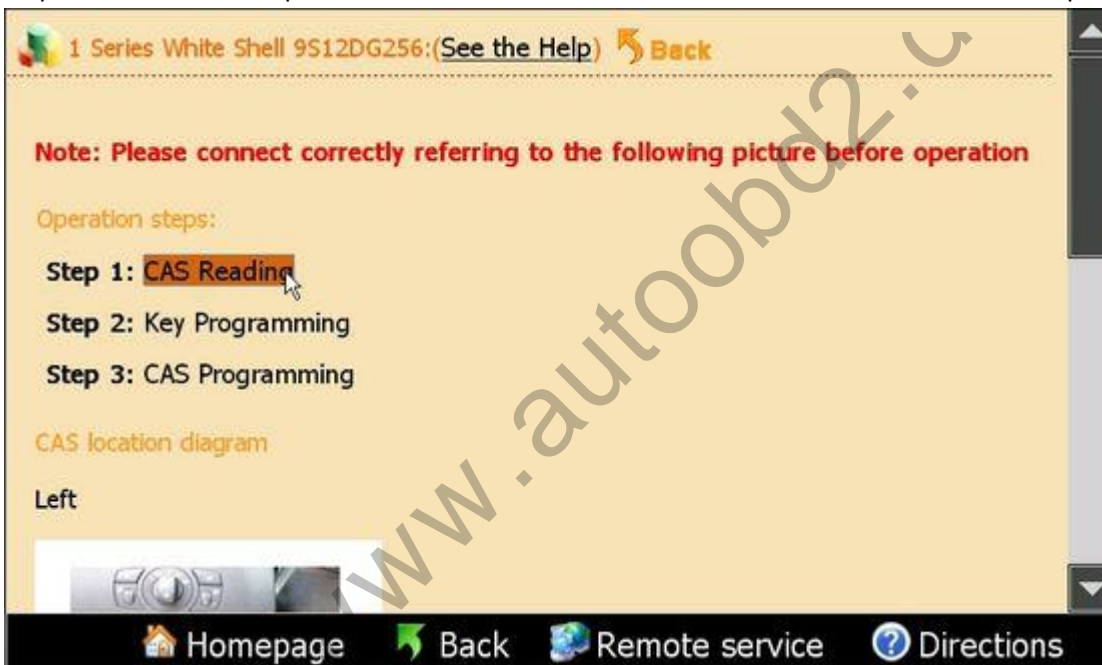 1 Series White Shell 9S12DG256:(See the Help) Back
Note: Please connect correctly referring to the following picture before operation
Operation steps:
Step 1: CAS Reading
Step 2: Key Programming
Step 3: CAS Programming
CAS location diagram
Left
www.autoobd2.c
Homepage Back Remote service Directions